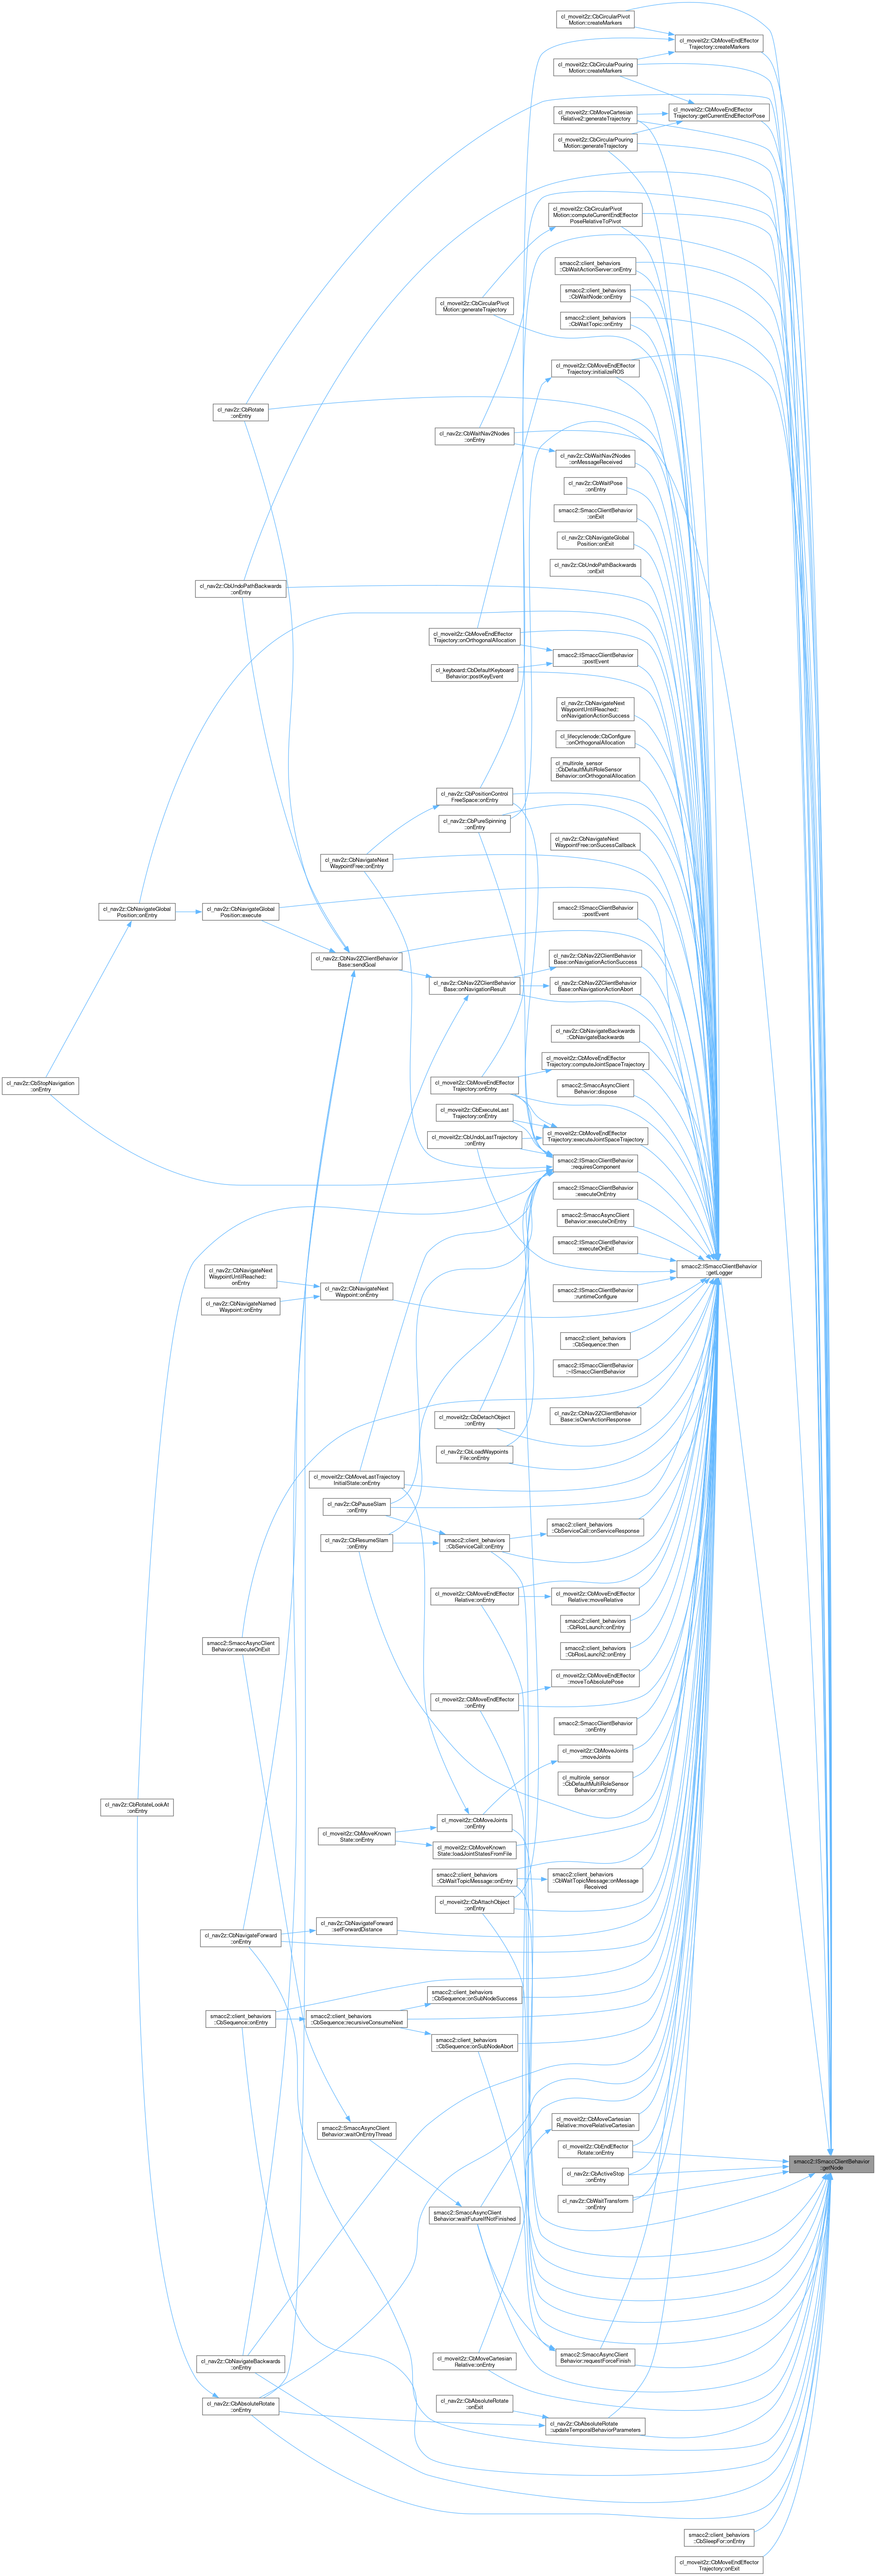 cl_moveit2z::CbCircularPivot
Motion::createMarkers
cl_moveit2z::CbMoveEndEffector
Trajectory::createMarkers
cl_moveit2z::CbCircularPouring
Motion::createMarkers
cl_moveit2z::CbMoveCartesian
Relative2::generateTrajectory
cl_moveit2z::CbMoveEndEffector
Trajectory::getCurrentEndEffectorPose
cl_moveit2z::CbCircularPouring
Motion::generateTrajectory
cl_moveit2z::CbCircularPivot
Motion::computeCurrentEndEffector
PoseRelativeToPivot
smacc2::client_behaviors
::CbWaitActionServer::onEntry
smacc2::client_behaviors
::CbWaitNode::onEntry
cl_moveit2z::CbCircularPivot
Motion::generateTrajectory
smacc2::client_behaviors
::CbWaitTopic::onEntry
cl_moveit2z::CbMoveEndEffector
Trajectory::initializeROS
cl_nav2z::CbRotate
::onEntry
cl_nav2z::CbWaitNav2Nodes
::onEntry
cl_nav2z::CbWaitNav2Nodes
::onMessageReceived
cl_nav2z::CbWaitPose
::onEntry
smacc2::SmaccClientBehavior
::onExit
cl_nav2z::CbNavigateGlobal
Position::onExit
cl_nav2z::CbUndoPathBackwards
::onExit
cl_nav2z::CbUndoPathBackwards
::onEntry
cl_moveit2z::CbMoveEndEffector
Trajectory::onOrthogonalAllocation
smacc2::ISmaccClientBehavior
::postEvent
cl_keyboard::CbDefaultKeyboard
Behavior::postKeyEvent
cl_nav2z::CbNavigateNext
WaypointUntilReached::
onNavigationActionSuccess
cl_lifecyclenode::CbConfigure
::onOrthogonalAllocation
cl_multirole_sensor
::CbDefaultMultiRoleSensor
Behavior::onOrthogonalAllocation
cl_nav2z::CbPositionControl
FreeSpace::onEntry
cl_nav2z::CbPureSpinning
::onEntry
cl_nav2z::CbNavigateNext
WaypointFree::onSucessCallback
cl_nav2z::CbNavigateNext
WaypointFree::onEntry
cl_nav2z::CbNavigateGlobal
Position::onEntry
cl_nav2z::CbNavigateGlobal
Position::execute
smacc2::ISmaccClientBehavior
::postEvent
cl_nav2z::CbNav2ZClientBehavior
Base::sendGoal
cl_nav2z::CbNav2ZClientBehavior
Base::onNavigationActionSuccess
cl_nav2z::CbNav2ZClientBehavior
Base::onNavigationResult
cl_nav2z::CbNav2ZClientBehavior
Base::onNavigationActionAbort
cl_nav2z::CbNavigateBackwards
::CbNavigateBackwards
cl_moveit2z::CbMoveEndEffector
Trajectory::computeJointSpaceTrajectory
cl_nav2z::CbStopNavigation
::onEntry
cl_moveit2z::CbMoveEndEffector
Trajectory::onEntry
smacc2::SmaccAsyncClient
Behavior::dispose
cl_moveit2z::CbExecuteLast
Trajectory::onEntry
cl_moveit2z::CbUndoLastTrajectory
::onEntry
cl_moveit2z::CbMoveEndEffector
Trajectory::executeJointSpaceTrajectory
smacc2::ISmaccClientBehavior
::requiresComponent
smacc2::ISmaccClientBehavior
::executeOnEntry
smacc2::SmaccAsyncClient
Behavior::executeOnEntry
smacc2::ISmaccClientBehavior
::executeOnExit
smacc2::ISmaccClientBehavior
::getLogger
cl_nav2z::CbNavigateNext
WaypointUntilReached::
onEntry
cl_nav2z::CbNavigateNext
Waypoint::onEntry
smacc2::ISmaccClientBehavior
::runtimeConfigure
cl_nav2z::CbNavigateNamed
Waypoint::onEntry
smacc2::client_behaviors
::CbSequence::then
smacc2::ISmaccClientBehavior
::~ISmaccClientBehavior
cl_nav2z::CbNav2ZClientBehavior
Base::isOwnActionResponse
cl_moveit2z::CbDetachObject
::onEntry
cl_nav2z::CbLoadWaypoints
File::onEntry
cl_moveit2z::CbMoveLastTrajectory
InitialState::onEntry
cl_nav2z::CbPauseSlam
::onEntry
smacc2::client_behaviors
::CbServiceCall::onServiceResponse
cl_nav2z::CbResumeSlam
::onEntry
smacc2::client_behaviors
::CbServiceCall::onEntry
cl_moveit2z::CbMoveEndEffector
Relative::onEntry
cl_moveit2z::CbMoveEndEffector
Relative::moveRelative
smacc2::client_behaviors
::CbRosLaunch::onEntry
smacc2::SmaccAsyncClient
Behavior::executeOnExit
smacc2::client_behaviors
::CbRosLaunch2::onEntry
cl_moveit2z::CbMoveEndEffector
::moveToAbsolutePose
cl_moveit2z::CbMoveEndEffector
::onEntry
smacc2::SmaccClientBehavior
::onEntry
cl_moveit2z::CbMoveJoints
::moveJoints
cl_multirole_sensor
::CbDefaultMultiRoleSensor
Behavior::onEntry
cl_nav2z::CbRotateLookAt
::onEntry
cl_moveit2z::CbMoveJoints
::onEntry
cl_moveit2z::CbMoveKnown
State::onEntry
cl_moveit2z::CbMoveKnown
State::loadJointStatesFromFile
smacc2::client_behaviors
::CbWaitTopicMessage::onEntry
smacc2::client_behaviors
::CbWaitTopicMessage::onMessage
Received
cl_moveit2z::CbAttachObject
::onEntry
cl_nav2z::CbNavigateForward
::onEntry
cl_nav2z::CbNavigateForward
::setForwardDistance
smacc2::client_behaviors
::CbSequence::onSubNodeSuccess
smacc2::client_behaviors
::CbSequence::onEntry
smacc2::client_behaviors
::CbSequence::recursiveConsumeNext
smacc2::client_behaviors
::CbSequence::onSubNodeAbort
smacc2::SmaccAsyncClient
Behavior::waitOnEntryThread
cl_moveit2z::CbMoveCartesian
Relative::moveRelativeCartesian
cl_moveit2z::CbEndEffector
Rotate::onEntry
smacc2::ISmaccClientBehavior
::getNode
cl_nav2z::CbActiveStop
::onEntry
cl_nav2z::CbWaitTransform
::onEntry
smacc2::SmaccAsyncClient
Behavior::waitFutureIfNotFinished
cl_nav2z::CbNavigateBackwards
::onEntry
cl_moveit2z::CbMoveCartesian
Relative::onEntry
smacc2::SmaccAsyncClient
Behavior::requestForceFinish
cl_nav2z::CbAbsoluteRotate
::onEntry
cl_nav2z::CbAbsoluteRotate
::onExit
cl_nav2z::CbAbsoluteRotate
::updateTemporalBehaviorParameters
smacc2::client_behaviors
::CbSleepFor::onEntry
cl_moveit2z::CbMoveEndEffector
Trajectory::onExit